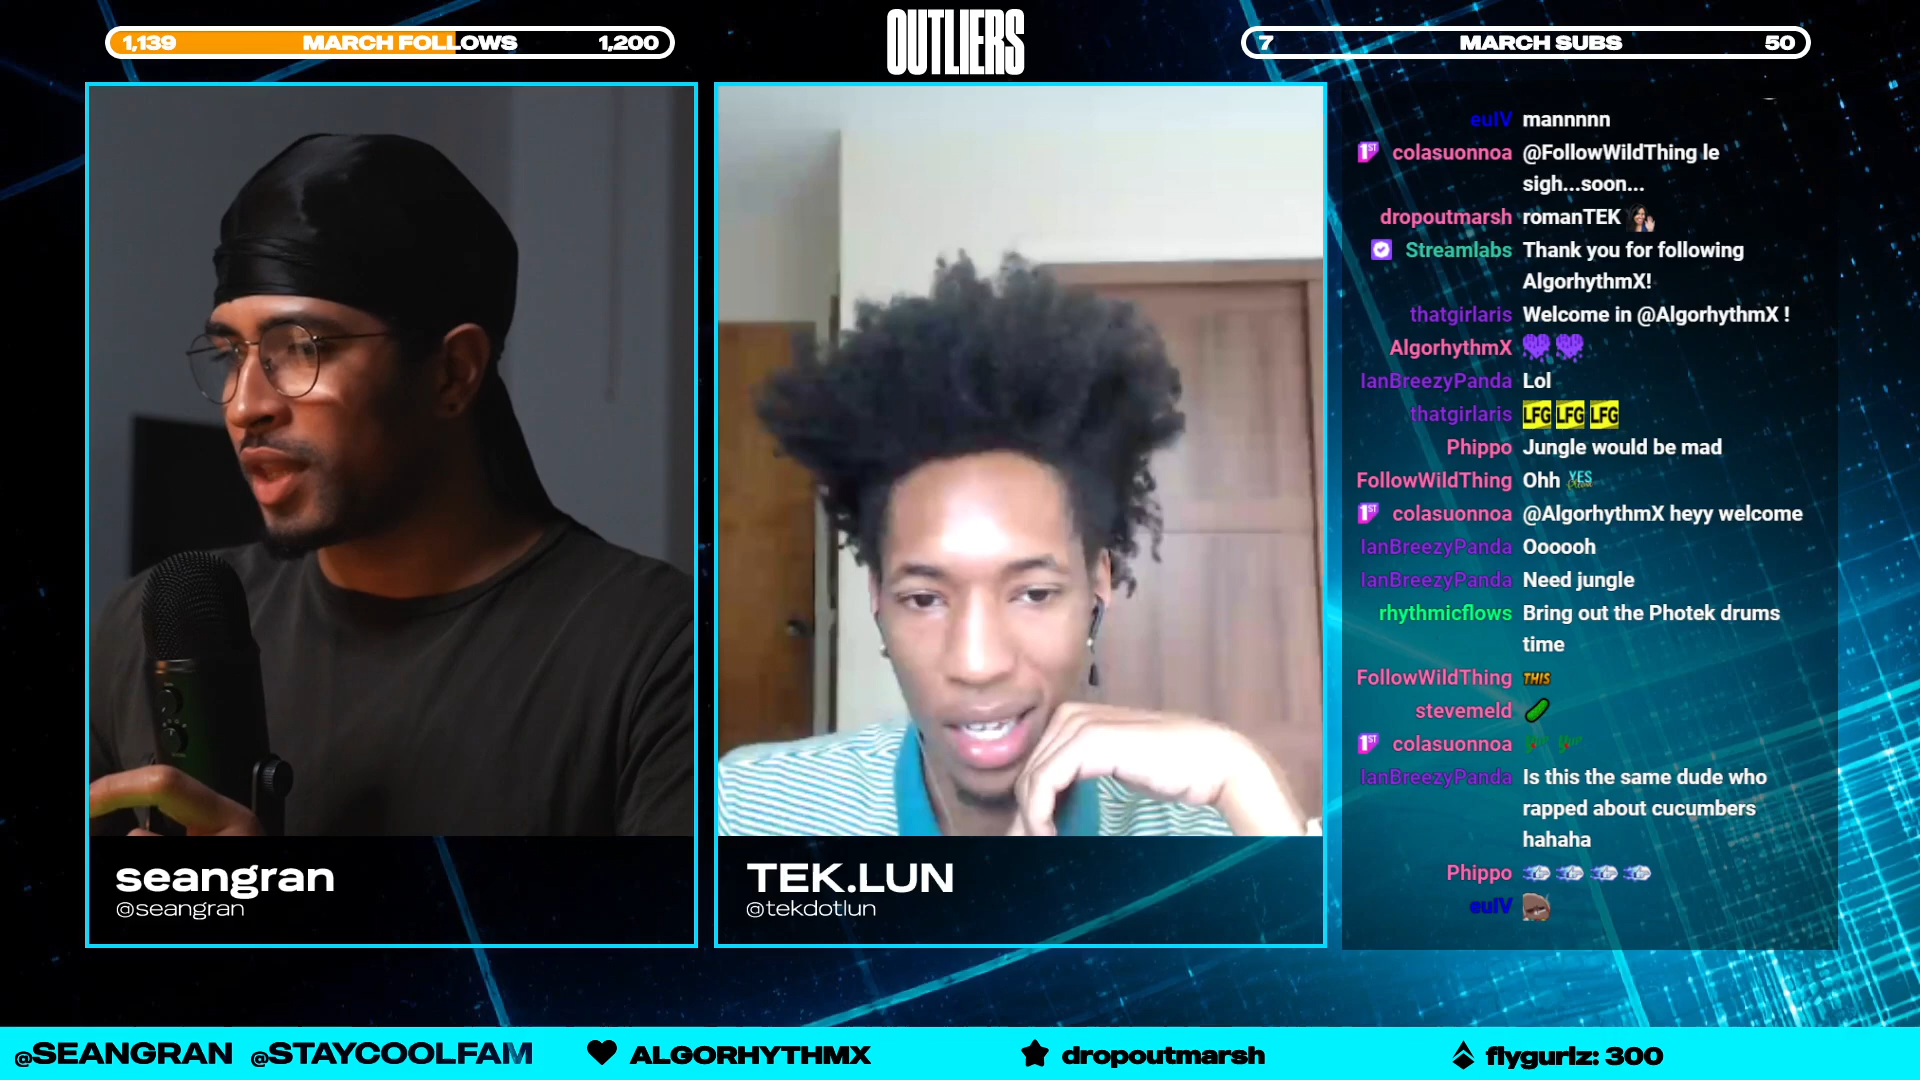 1,139 MARCH FOLLOWS 1,200
OUTLIERS
7 MARCH SUBS 50
euIV mannnnn
1ST colasuonnoa @FollowWildThing le
sigh...soon...
dropoutmarsh romanTEK
Streamlabs Thank you for following
AlgorhythmX!
thatgirlaris Welcome in @AlgorhythmX !
AlgorhythmX
IanBreezyPanda Lol
thatgirlaris LFG LFG LFG
Phippo Jungle would be mad
FollowWildThing Ohh YES
1ST colasuonnoa @AlgorhythmX heyy welcome
IanBreezyPanda Oooooh
IanBreezyPanda Need jungle
rhythmicflows Bring out the Photek drums
time
FollowWildThing THIS
stevemeld
1ST colasuonnoa
IanBreezyPanda Is this the same dude who
rapped about cucumbers
hahaha
Phippo
euIV
seangran
@seangran
TEK.LUN
@tekdotlun
@SEANGRAN @STAYCOOLFAM ALGORHYTHMX dropoutmarsh flygurlz: 300